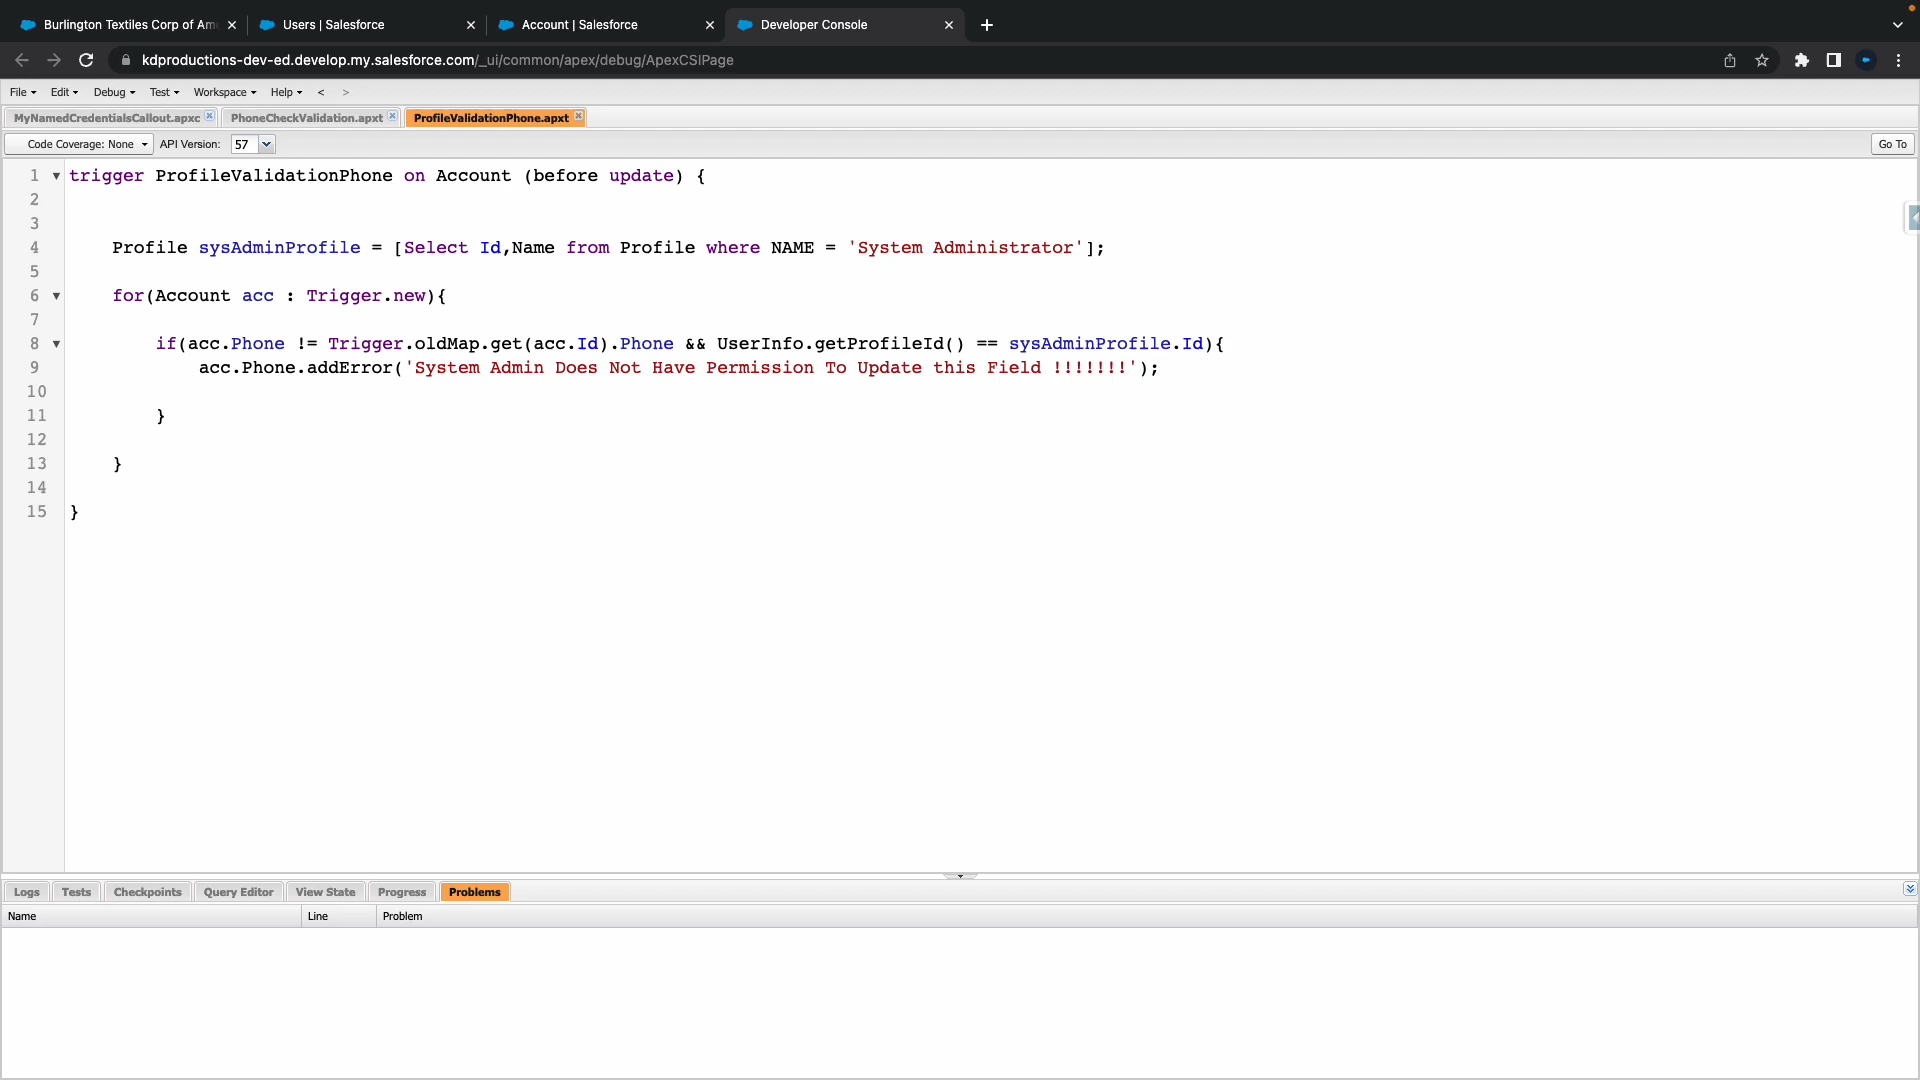 Burlington Textiles Corp of Am
Users | Salesforce
Account | Salesforce
Developer Console
kdproductions-dev-ed.develop.my.salesforce.com/_ui/common/apex/debug/ApexCSIPage
File Edit Debug Test Workspace Help < >
MyNamedCredentialsCallout.apxc PhoneCheckValidation.apxt ProfileValidationPhone.apxt
Code Coverage: None API Version: 57 Go To
1 trigger ProfileValidationPhone on Account (before update) {
2
3
4 Profile sysAdminProfile = [Select Id,Name from Profile where NAME = 'System Administrator'];
5
6 for(Account acc : Trigger.new){
7
8 if(acc.Phone != Trigger.oldMap.get(acc.Id).Phone && UserInfo.getProfileId() == sysAdminProfile.Id){
9 acc.Phone.addError('System Admin Does Not Have Permission To Update this Field !!!!!!!');
10
11 }
12
13 }
14
15 }
Logs Tests Checkpoints Query Editor View State Progress Problems
Name Line Problem